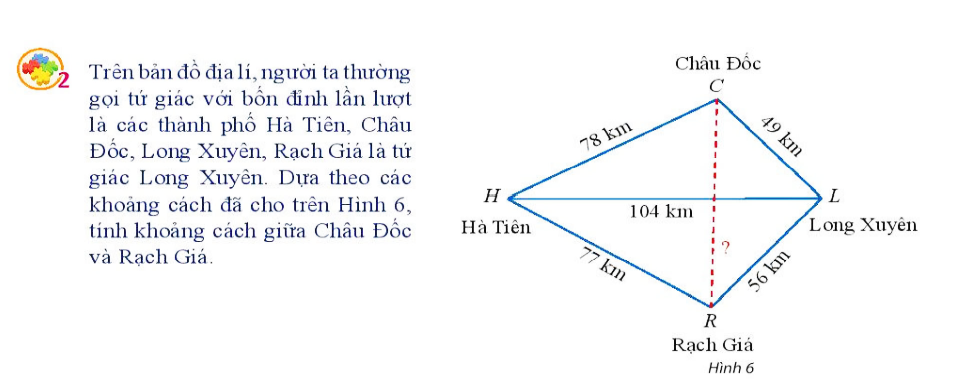 2
Trên bản đồ địa lí, người ta thường
gọi tứ giác với bốn đỉnh lần lượt
là các thành phố Hà Tiên, Châu
Đốc, Long Xuyên, Rạch Giá là tứ
giác Long Xuyên. Dựa theo các
khoảng cách đã cho trên Hình 6,
tính khoảng cách giữa Châu Đốc
và Rạch Giá.
Châu Đốc
C
78 km
49 km
H
L
104 km
Hà Tiên
Long Xuyên
?
77 km
56 km
R
Rạch Giá
Hình 6